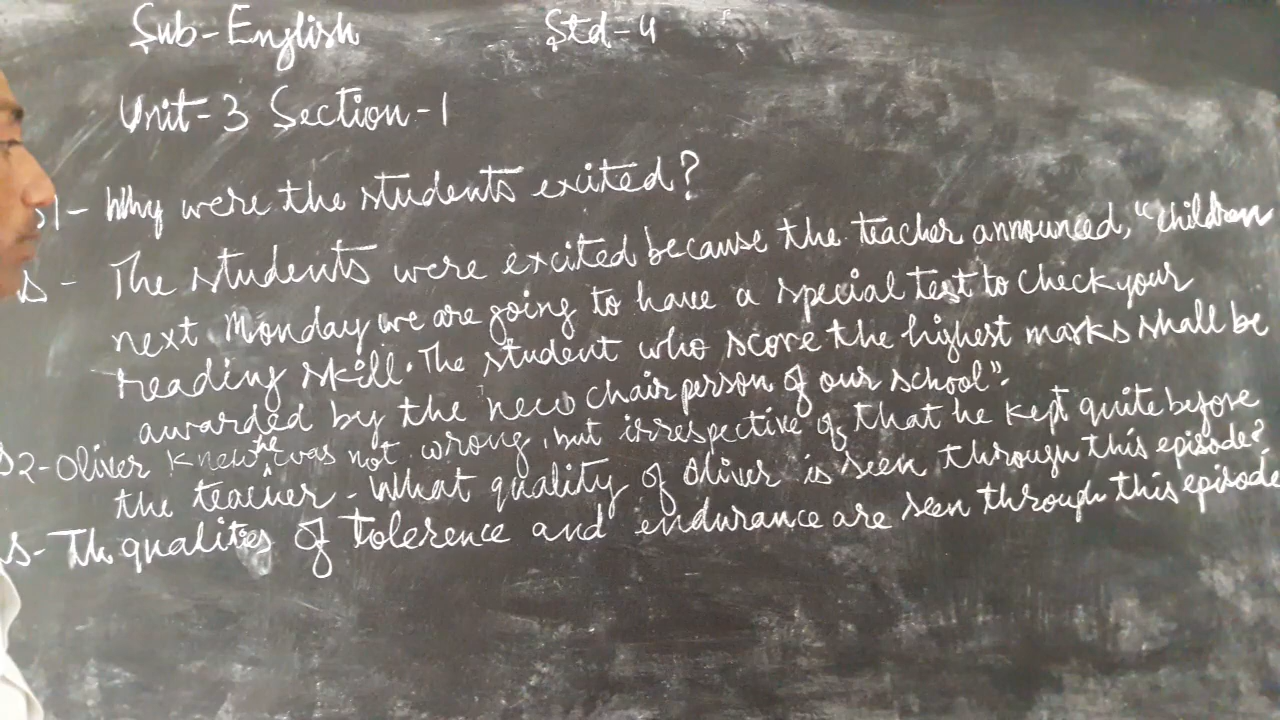 Sub-English Std-4
Unit-3 Section-1
1- Why were the students excited?
s- The students were excited because the teacher announced, "children
next Monday we are going to have a special test to check your
reading skill. The student who score the highest marks shall be
awarded by the new chair person of our school".
2-Oliver knew he was not wrong, but irrespective of that he kept quite before
the teacher. What quality of Oliver is seen through this episode?
s- The qualities of tolerence and endurance are seen through this episode